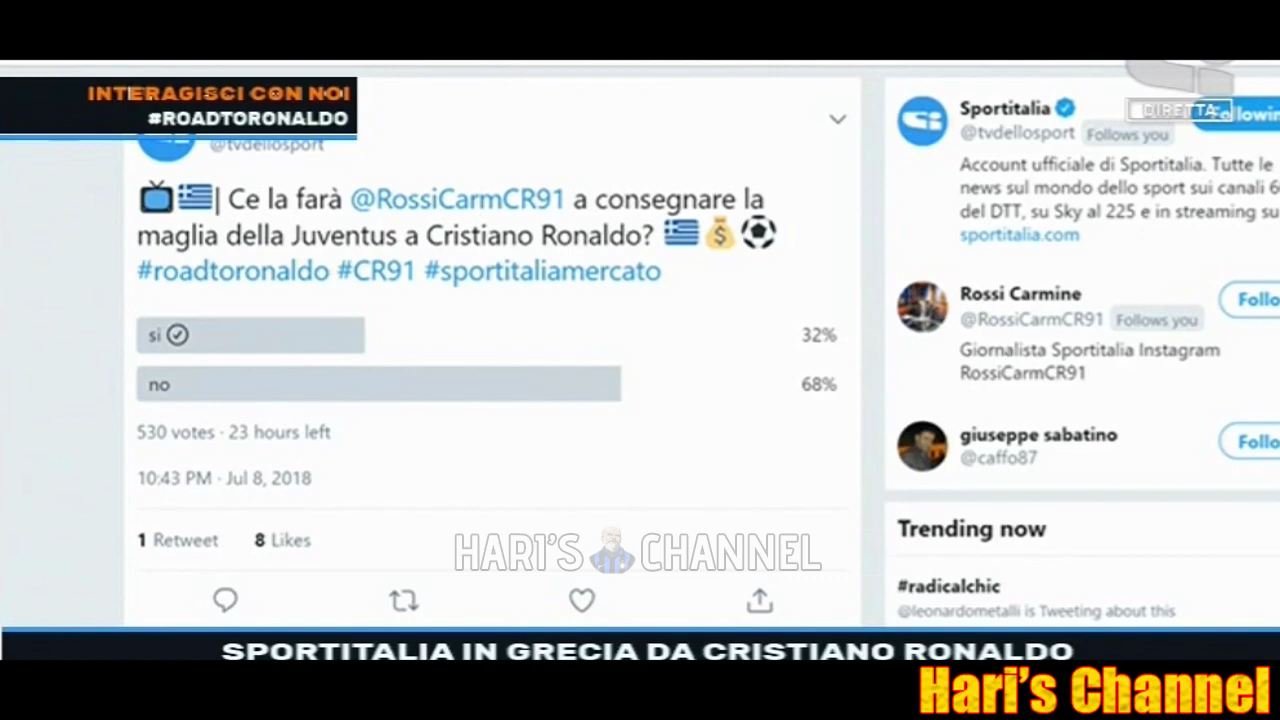 INTERAGISCI CON NOI
#ROADTORONALDO
@tvdellosport
| Ce la farà @RossiCarmCR91 a consegnare la
maglia della Juventus a Cristiano Ronaldo?
#roadtoronaldo #CR91 #sportitaliamercato
si
32%
no
68%
530 votes · 23 hours left
10:43 PM · Jul 8, 2018
1 Retweet 8 Likes
HARI'S CHANNEL
DIRETTA
Following
Sportitalia
@tvdellosport Follows you
Account ufficiale di Sportitalia. Tutte le
news sul mondo dello sport sui canali 6
del DTT, su Sky al 225 e in streaming su
sportitalia.com
Rossi Carmine
@RossiCarmCR91 Follows you
Follo
Giornalista Sportitalia Instagram
RossiCarmCR91
giuseppe sabatino
@caffo87
Follo
Trending now
#radicalchic
@leonardometalli is Tweeting about this
SPORTITALIA IN GRECIA DA CRISTIANO RONALDO
Hari's Channel